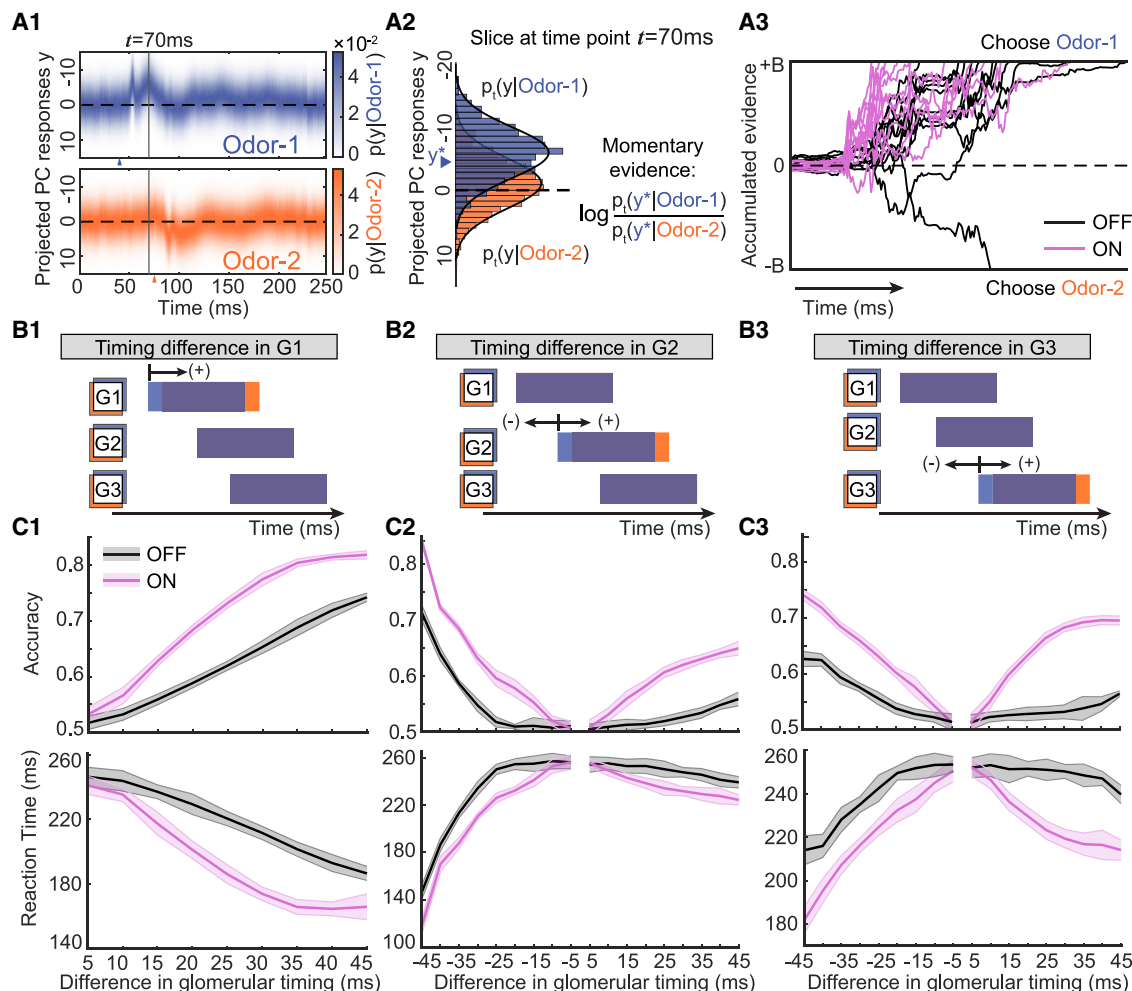 A1
t=70ms
×10⁻²
Projected PC responses y
-10
0
10
Odor-1
4
2
0
p(y|Odor-1)
Projected PC responses y
-10
0
10
Odor-2
4
2
0
p(y|Odor-2)
0 50 100 150 200 250
Time (ms)
A2
Slice at time point t=70ms
Projected PC responses y
-20
-10
0
10
y*
pt(y|Odor-1)
pt(y|Odor-2)
Momentary
evidence:
log pt(y*|Odor-1)
pt(y*|Odor-2)
A3
Choose Odor-1
+B
0
-B
Accumulated evidence
OFF
ON
Choose Odor-2
Time (ms)
B1
Timing difference in G1
(+)
G1
G2
G3
Time (ms)
B2
Timing difference in G2
G1
(-) (+)
G2
G3
Time (ms)
B3
Timing difference in G3
G1
G2
(-) (+)
G3
Time (ms)
C1
OFF
ON
Accuracy
0.8
0.7
0.6
0.5
Reaction Time (ms)
260
220
180
140
5 10 15 20 25 30 35 40 45
Difference in glomerular timing (ms)
C2
0.8
0.7
0.6
0.5
260
220
180
140
100
-45 -35 -25 -15 -5 5 15 25 35 45
Difference in glomerular timing (ms)
C3
0.8
0.7
0.6
0.5
260
240
220
200
170
-45 -35 -25 -15 -5 5 15 25 35 45
Difference in glomerular timing (ms)